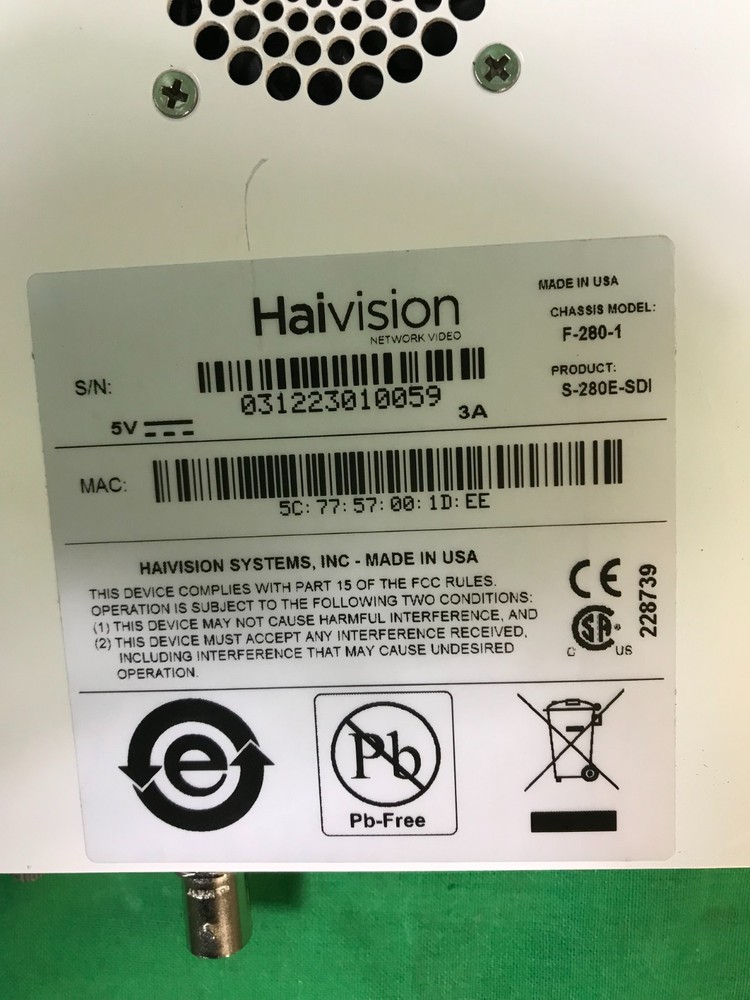 Haivision
NETWORK VIDEO
MADE IN USA
CHASSIS MODEL:
F-280-1
PRODUCT:
S-280E-SDI
S/N:
031223010059
5V
3A
MAC:
5C:77:57:00:1D:EE
HAIVISION SYSTEMS, INC - MADE IN USA
THIS DEVICE COMPLIES WITH PART 15 OF THE FCC RULES.
OPERATION IS SUBJECT TO THE FOLLOWING TWO CONDITIONS:
(1) THIS DEVICE MAY NOT CAUSE HARMFUL INTERFERENCE, AND
(2) THIS DEVICE MUST ACCEPT ANY INTERFERENCE RECEIVED,
INCLUDING INTERFERENCE THAT MAY CAUSE UNDESIRED
OPERATION.
CE
SA
C US
228739
e
Pb
Pb-Free